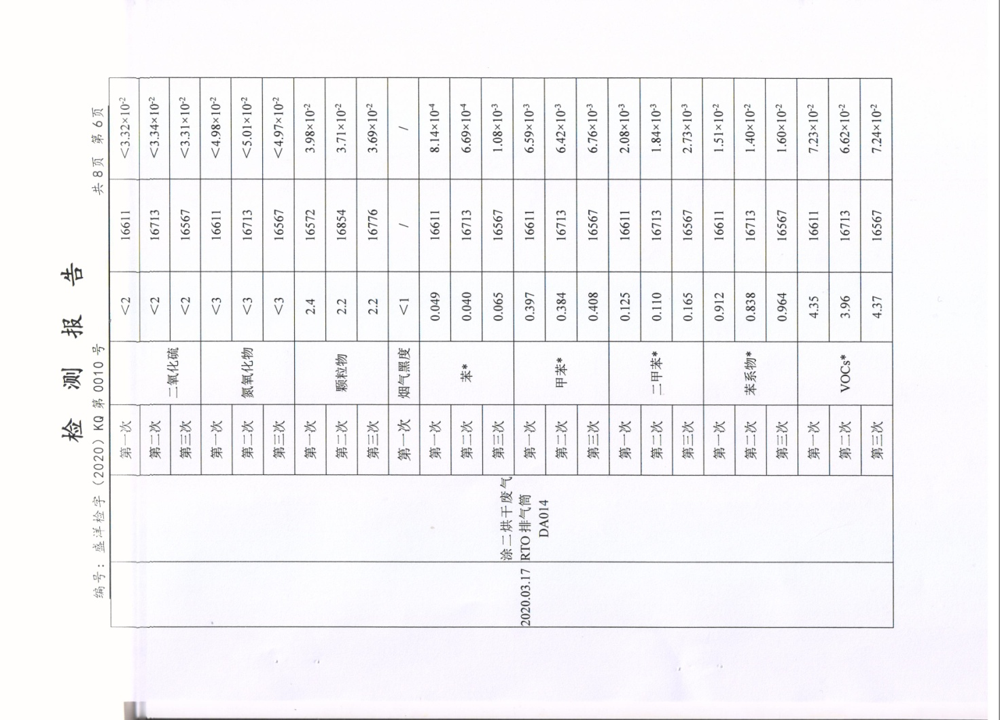 检 测 报 告
编号: 盛洋检字 (2020) KQ 第 0010 号 共 8 页 第 6 页
第一次 <2 16611 <3.32×10⁻²
第二次 二氧化硫 <2 16713 <3.34×10⁻²
第三次 <2 16567 <3.31×10⁻²
第一次 <3 16611 <4.98×10⁻²
第二次 氮氧化物 <3 16713 <5.01×10⁻²
第三次 <3 16567 <4.97×10⁻²
第一次 2.4 16572 3.98×10⁻²
第二次 颗粒物 2.2 16854 3.71×10⁻²
第三次 2.2 16776 3.69×10⁻²
第一次 烟气黑度 <1 / /
第一次 0.049 16611 8.14×10⁻⁴
第二次 苯* 0.040 16713 6.69×10⁻⁴
涂二烘干废气 第三次 0.065 16567 1.08×10⁻³
2020.03.17 RTO 排气筒 第一次 0.397 16611 6.59×10⁻³
DA014 第二次 甲苯* 0.384 16713 6.42×10⁻³
第三次 0.408 16567 6.76×10⁻³
第一次 0.125 16611 2.08×10⁻³
第二次 二甲苯* 0.110 16713 1.84×10⁻³
第三次 0.165 16567 2.73×10⁻³
第一次 0.912 16611 1.51×10⁻²
第二次 苯系物* 0.838 16713 1.40×10⁻²
第三次 0.964 16567 1.60×10⁻²
第一次 4.35 16611 7.23×10⁻²
第二次 VOCs* 3.96 16713 6.62×10⁻²
第三次 4.37 16567 7.24×10⁻²